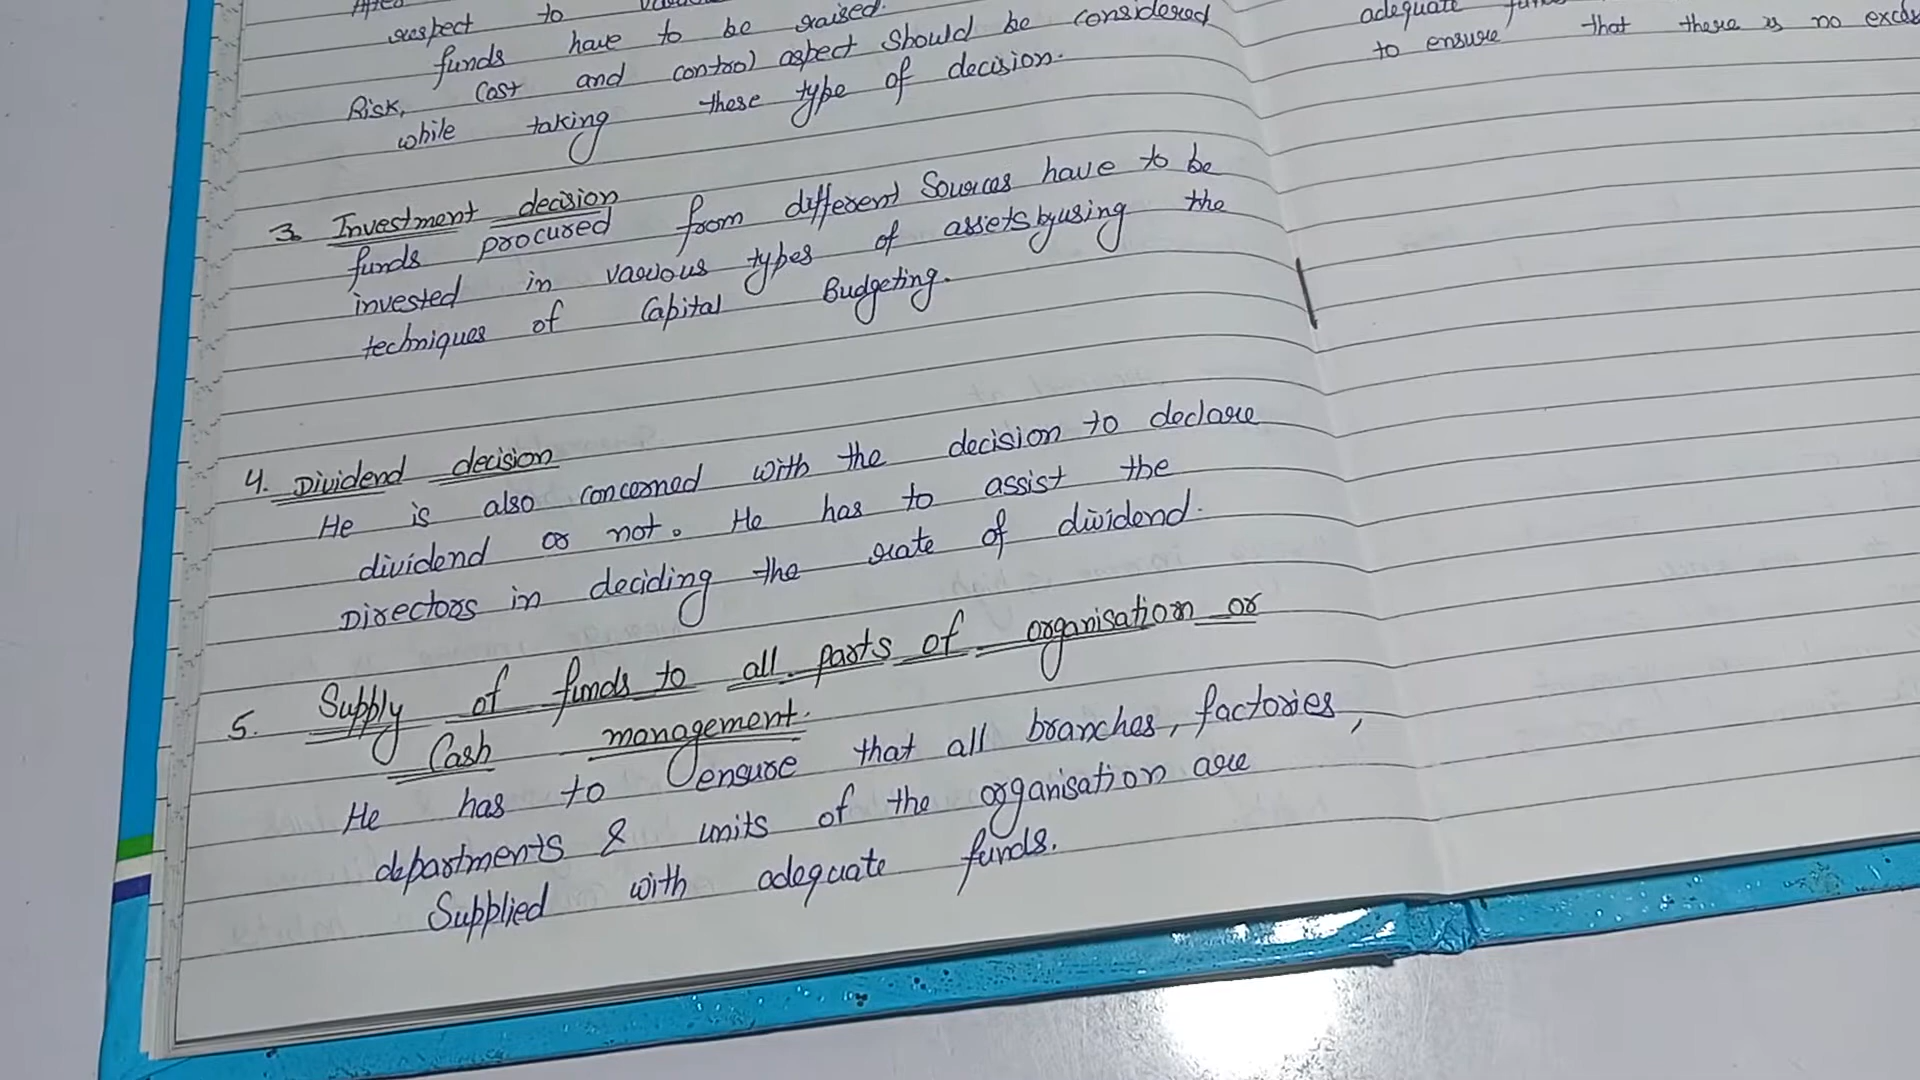 respect to
funds have to be raised.
Risk, Cost and control aspect should be considered
while taking these type of decision.
3. Investment decision
funds procured from different Sources have to be
invested in various types of assets by using the
techniques of Capital Budgeting.
4. Dividend decision
He is also concerned with the decision to declare
dividend or not. He has to assist the
Directors in deciding the rate of dividend.
5. Supply of funds to all parts of organisation or
Cash management.
He has to ensure that all branches, factories,
departments & units of the organisation are
Supplied with adequate funds.
adequate
to ensure that there is no